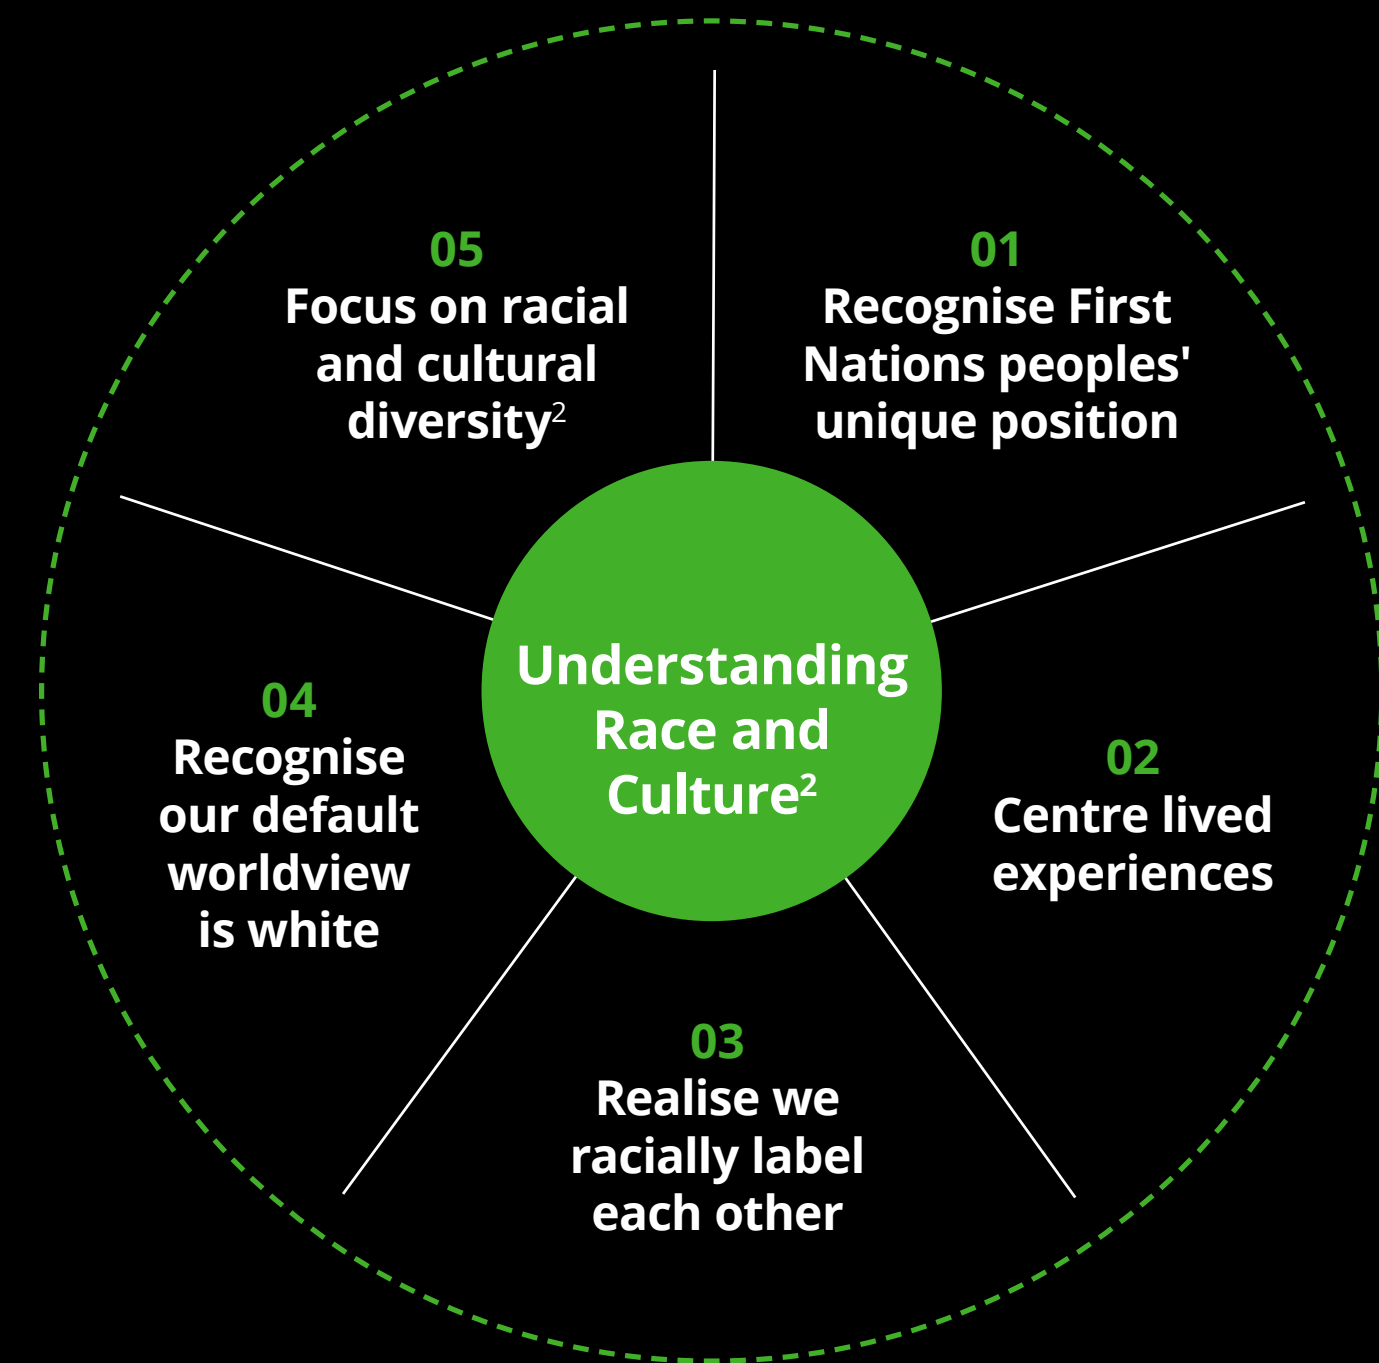 01
Recognise First
Nations peoples'
unique position
02
Centre lived
experiences
03
Realise we
racially label
each other
04
Recognise
our default
worldview
is white
05
Focus on racial
and cultural
diversity²
Understanding
Race and
Culture²